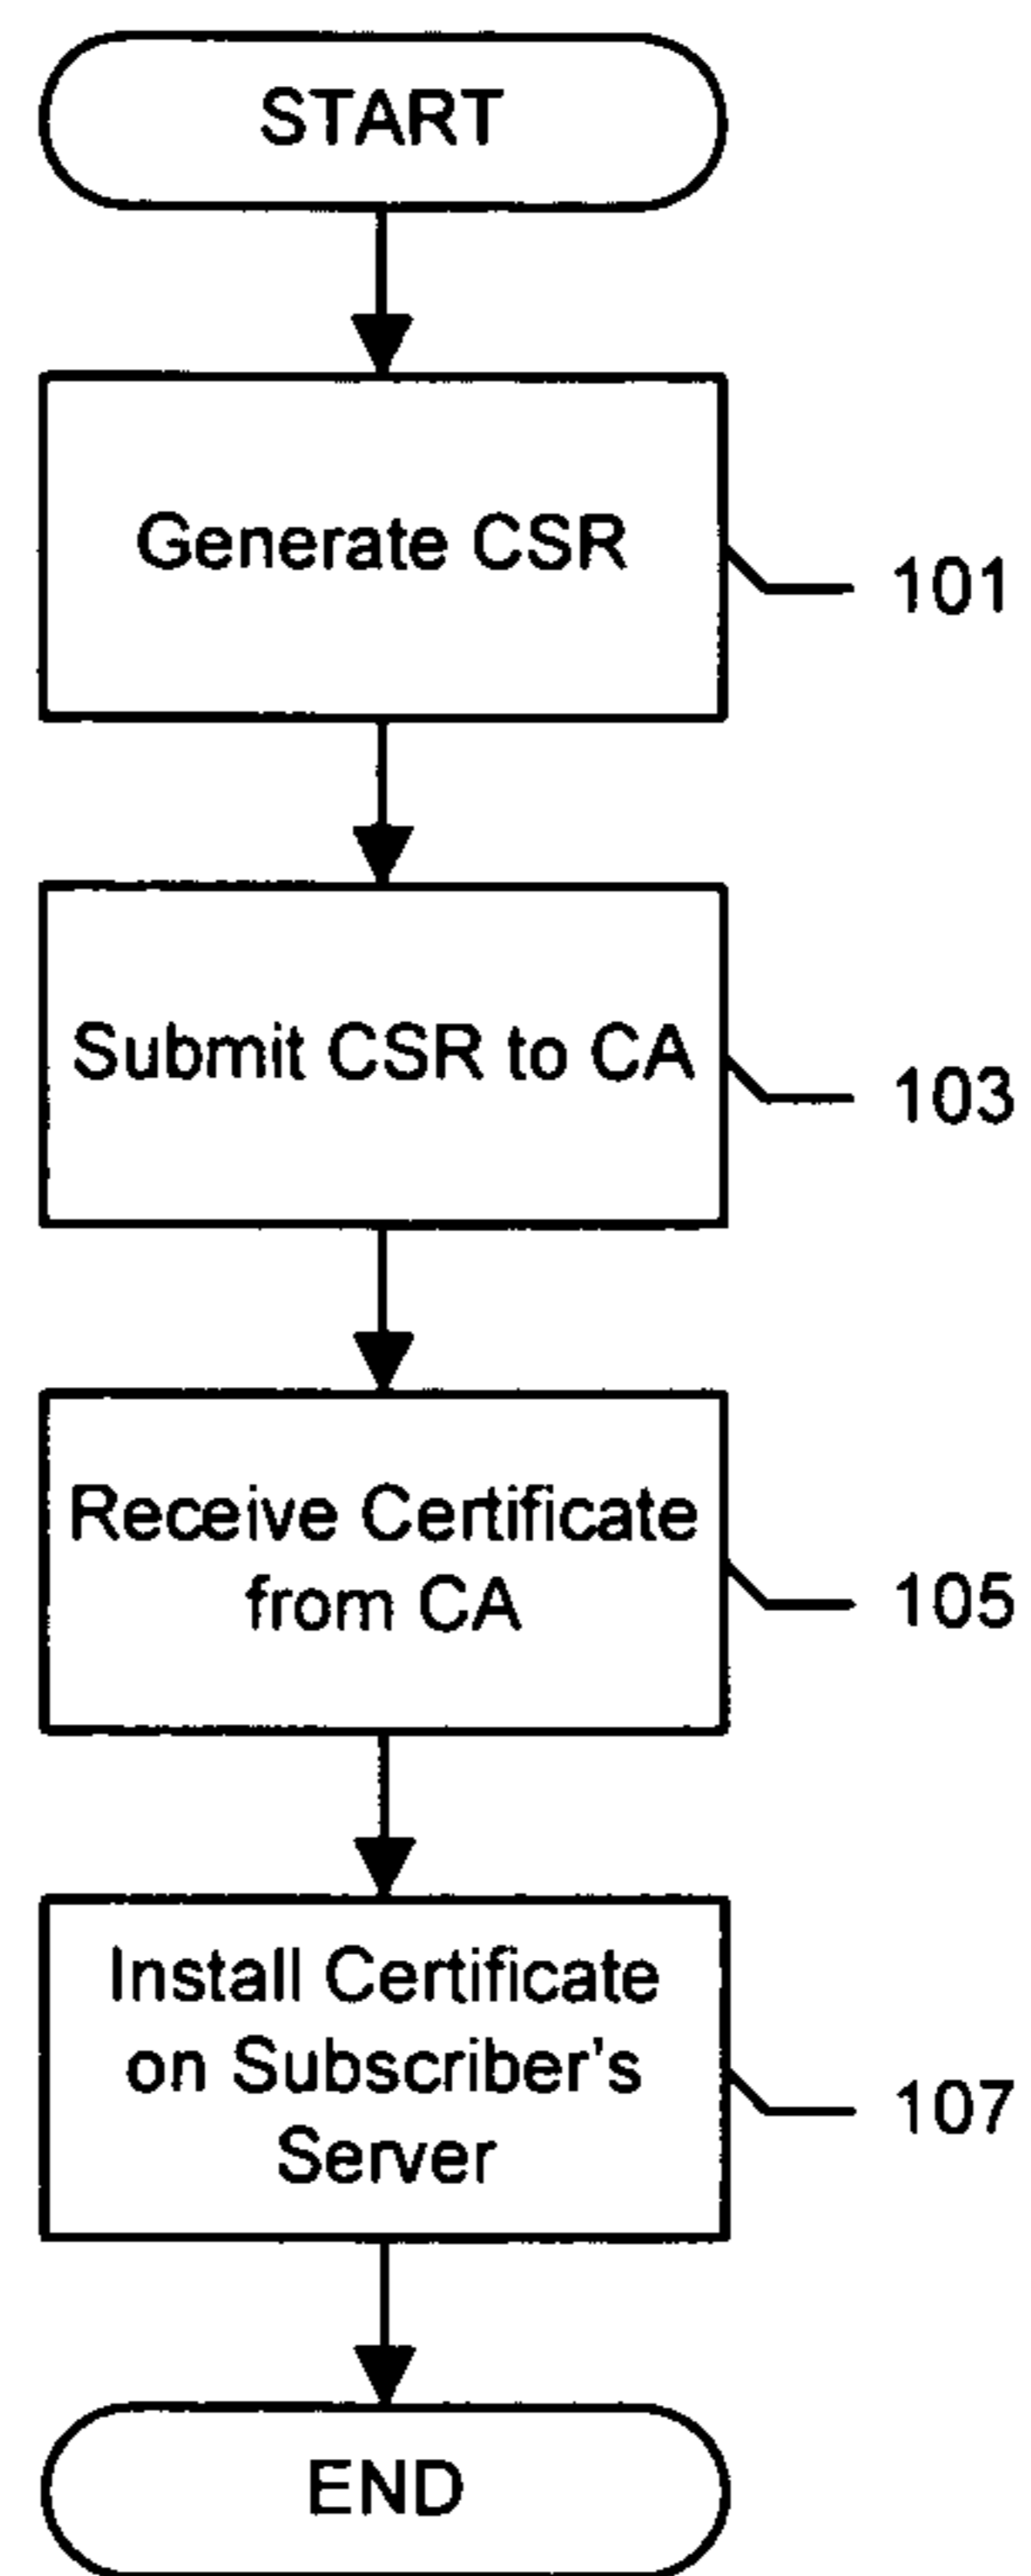 START
Generate CSR
101
Submit CSR to CA
103
Receive Certificate
from CA
105
Install Certificate
on Subscriber's
Server
107
END